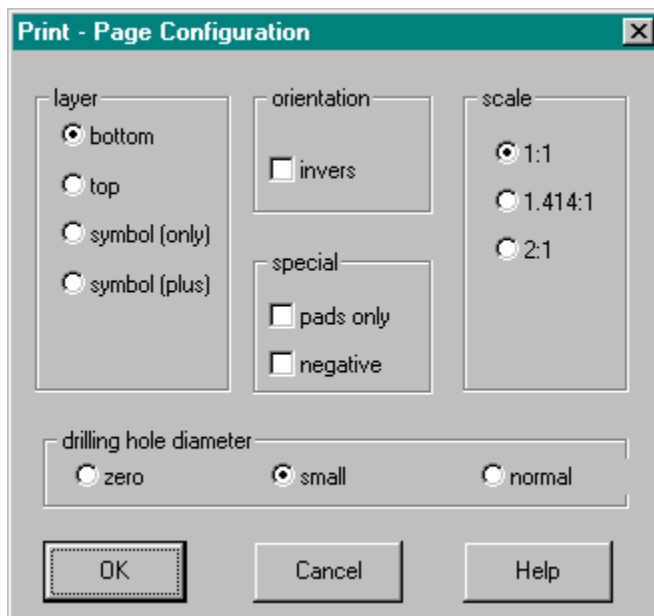 Print - Page Configuration
layer
bottom
top
symbol (only)
symbol (plus)
orientation
invers
special
pads only
negative
scale
1:1
1.414:1
2:1
drilling hole diameter
zero small normal
OK Cancel Help